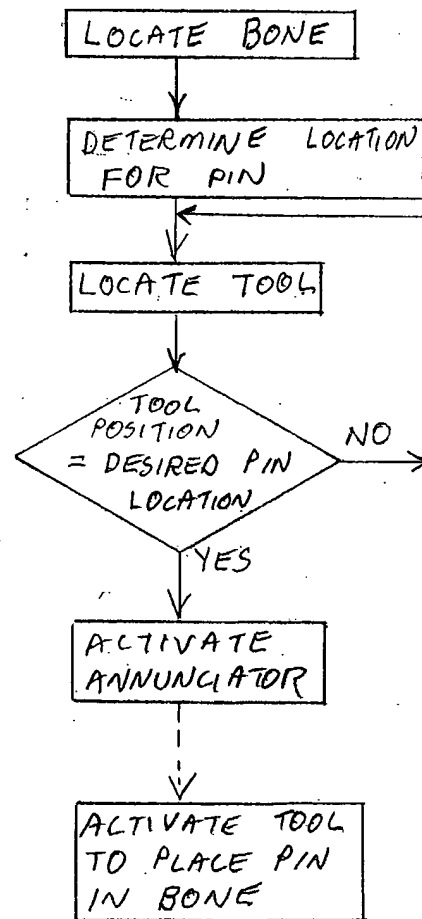 LOCATE BONE
DETERMINE LOCATION
FOR PIN
LOCATE TOOL
TOOL
POSITION
= DESIRED PIN
LOCATION
NO
YES
ACTIVATE
ANNUNCIATOR
ACTIVATE TOOL
TO PLACE PIN
IN BONE